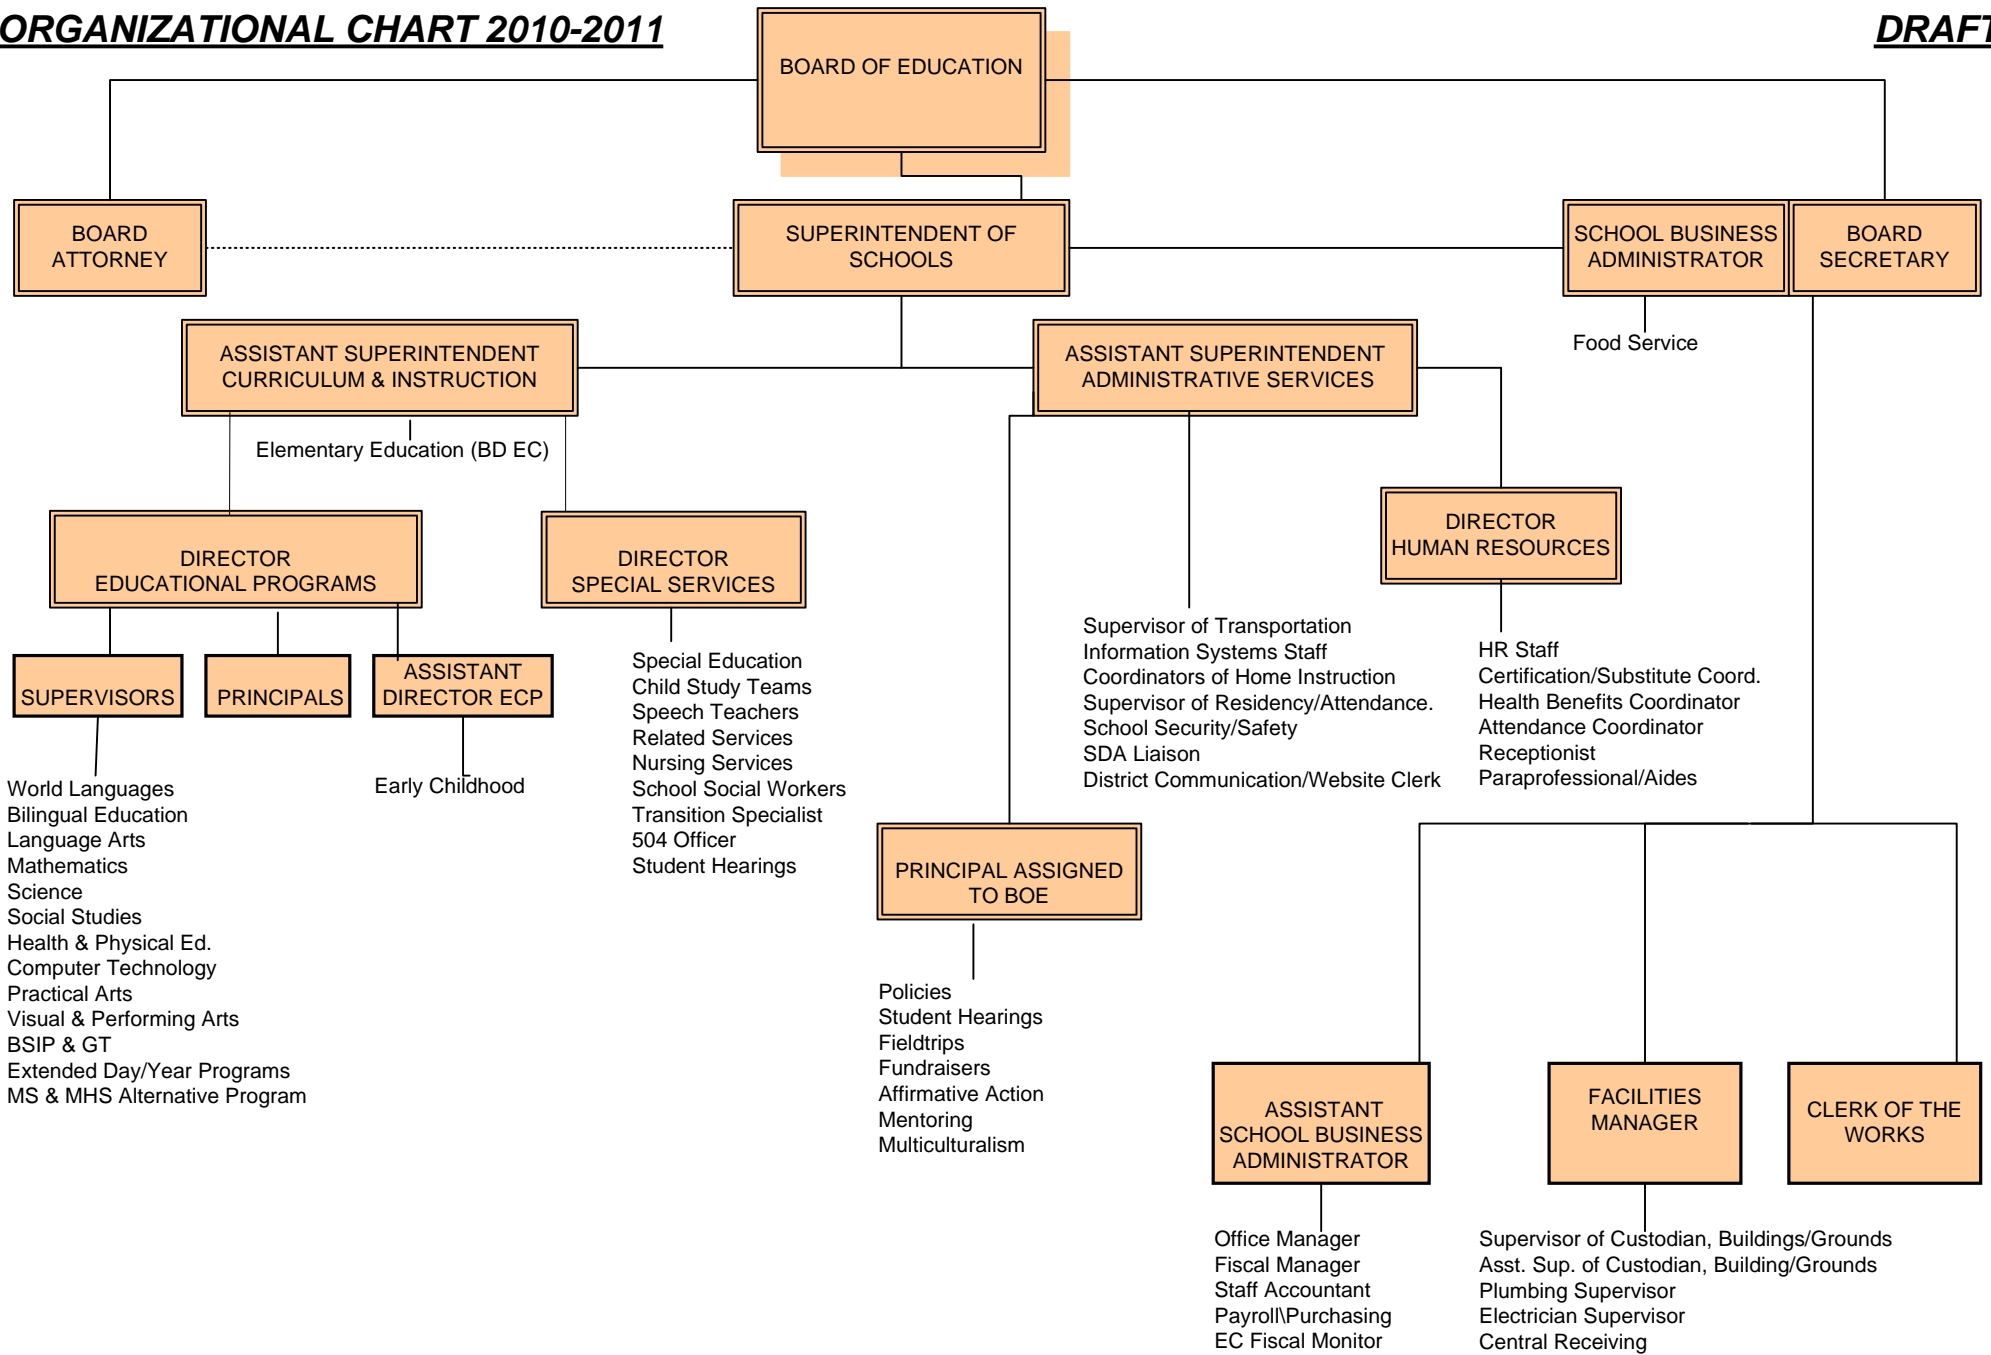 ORGANIZATIONAL CHART 2010-2011
DRAFT
BOARD OF EDUCATION
BOARD
ATTORNEY
SUPERINTENDENT OF
SCHOOLS
SCHOOL BUSINESS
ADMINISTRATOR
BOARD
SECRETARY
Food Service
ASSISTANT SUPERINTENDENT
CURRICULUM & INSTRUCTION
ASSISTANT SUPERINTENDENT
ADMINISTRATIVE SERVICES
Elementary Education (BD EC)
DIRECTOR
EDUCATIONAL PROGRAMS
DIRECTOR
SPECIAL SERVICES
DIRECTOR
HUMAN RESOURCES
SUPERVISORS
PRINCIPALS
ASSISTANT
DIRECTOR ECP
World Languages
Bilingual Education
Language Arts
Mathematics
Science
Social Studies
Health & Physical Ed.
Computer Technology
Practical Arts
Visual & Performing Arts
BSIP & GT
Extended Day/Year Programs
MS & MHS Alternative Program
Early Childhood
Special Education
Child Study Teams
Speech Teachers
Related Services
Nursing Services
School Social Workers
Transition Specialist
504 Officer
Student Hearings
Supervisor of Transportation
Information Systems Staff
Coordinators of Home Instruction
Supervisor of Residency/Attendance.
School Security/Safety
SDA Liaison
District Communication/Website Clerk
HR Staff
Certification/Substitute Coord.
Health Benefits Coordinator
Attendance Coordinator
Receptionist
Paraprofessional/Aides
PRINCIPAL ASSIGNED
TO BOE
Policies
Student Hearings
Fieldtrips
Fundraisers
Affirmative Action
Mentoring
Multiculturalism
ASSISTANT
SCHOOL BUSINESS
ADMINISTRATOR
FACILITIES
MANAGER
CLERK OF THE
WORKS
Office Manager
Fiscal Manager
Staff Accountant
Payroll\Purchasing
EC Fiscal Monitor
Supervisor of Custodian, Buildings/Grounds
Asst. Sup. of Custodian, Building/Grounds
Plumbing Supervisor
Electrician Supervisor
Central Receiving